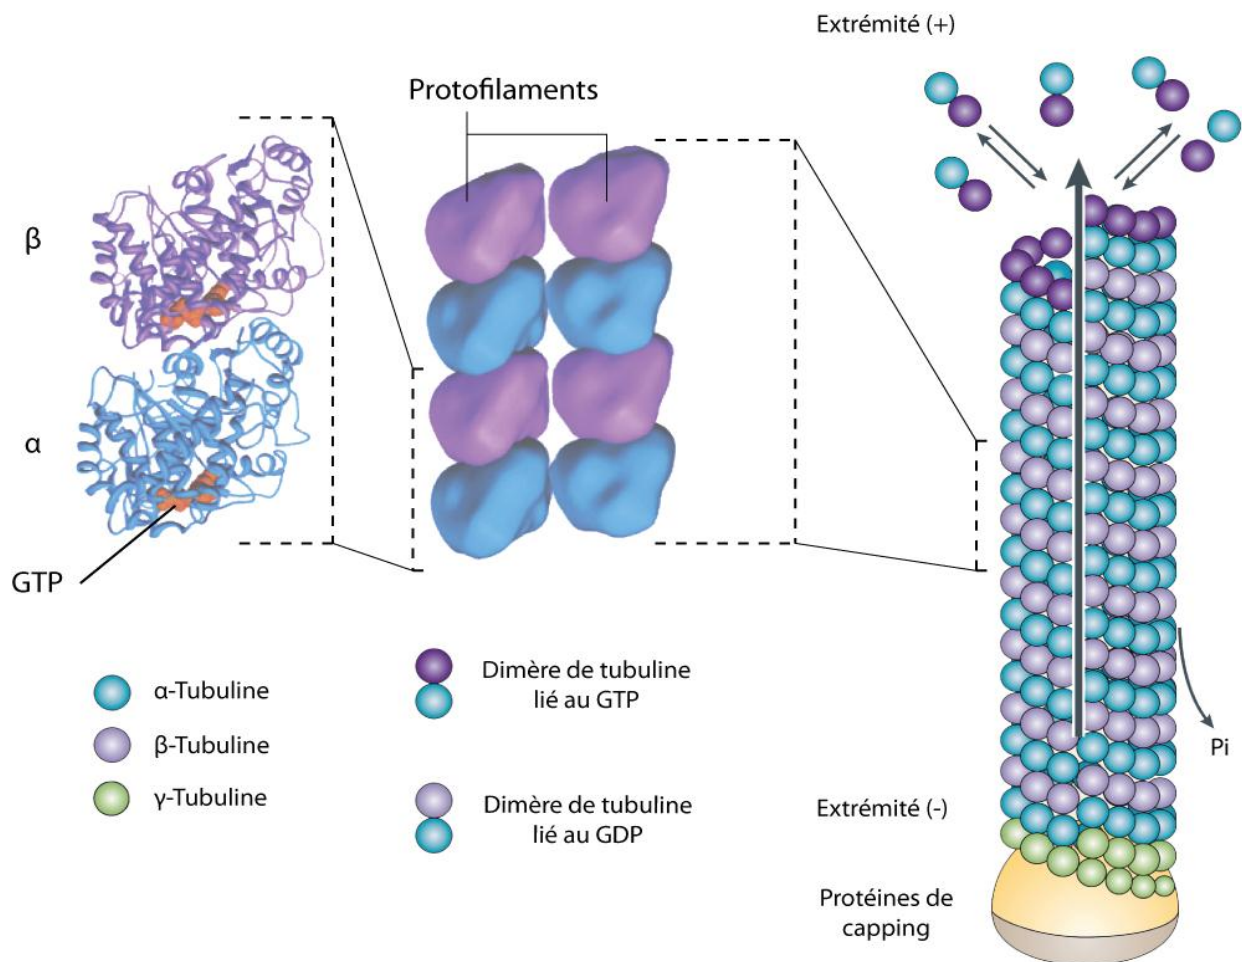 Extrémité (+)
Protofilaments
β
α
GTP
α-Tubuline
β-Tubuline
γ-Tubuline
Dimère de tubuline
lié au GTP
Dimère de tubuline
lié au GDP
Pi
Extrémité (-)
Protéines de
capping